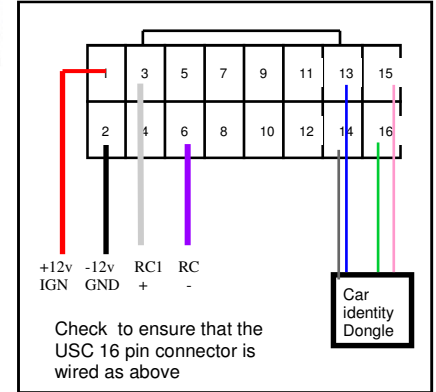 1 3 5 7 9 11 13 15
2 4 6 8 10 12 14 16
+12v -12v RC1 RC
IGN GND + -
Car
identity
Dongle
Check to ensure that the
USC 16 pin connector is
wired as above